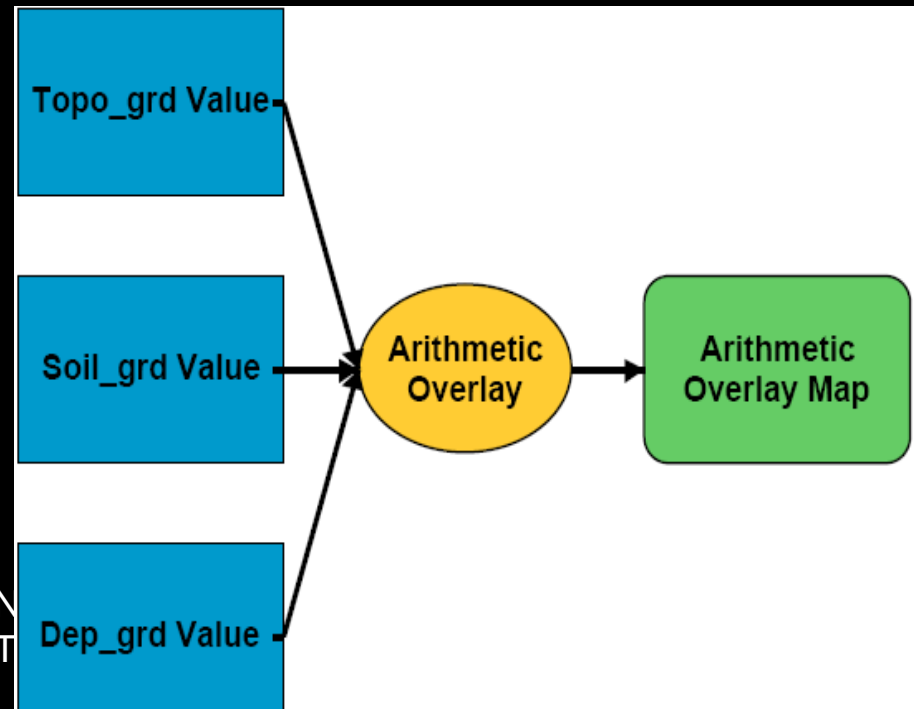 Topo_grd Value
Soil_grd Value
Arithmetic
Overlay
Arithmetic
Overlay Map
Dep_grd Value
T